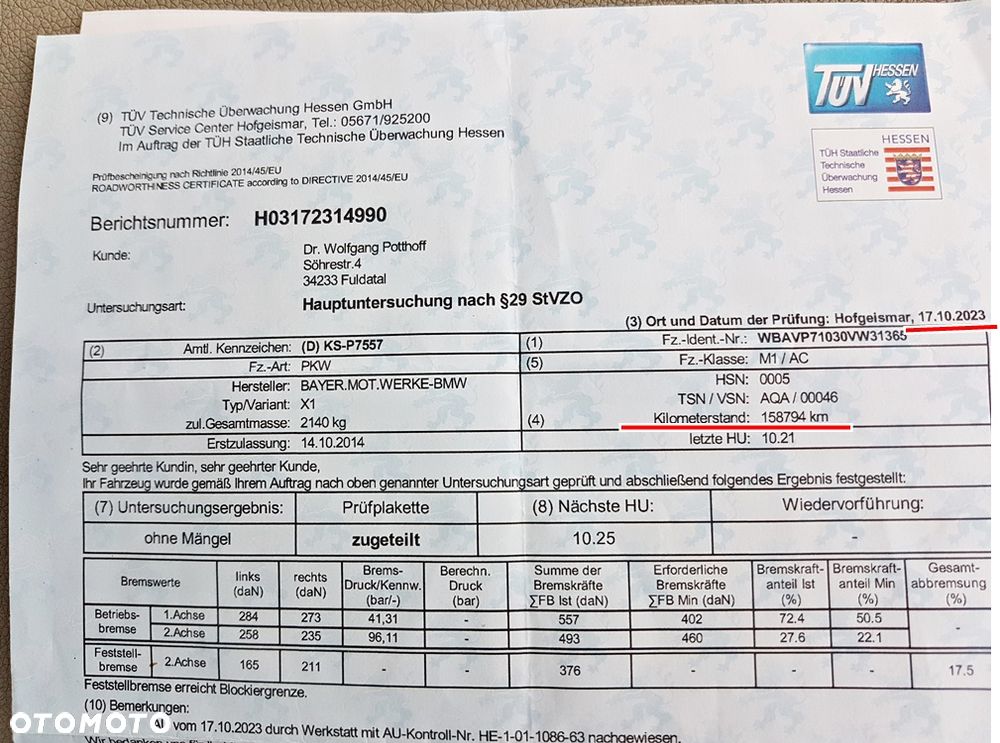 TÜV HESSEN
HESSEN
TÜH Staatliche
Technische
Überwachung
Hessen
(9) TÜV Technische Überwachung Hessen GmbH
TÜV Service Center Hofgeismar, Tel.: 05671/925200
Im Auftrag der TÜH Staatliche Technische Überwachung Hessen
Prüfbescheinigung nach Richtlinie 2014/45/EU
ROADWORTHINESS CERTIFICATE according to DIRECTIVE 2014/45/EU
Berichtsnummer: H03172314990
Kunde: Dr. Wolfgang Potthoff
Söhrestr.4
34233 Fuldatal
Untersuchungsart: Hauptuntersuchung nach §29 StVZO
(3) Ort und Datum der Prüfung: Hofgeismar, 17.10.2023
(2) Amtl. Kennzeichen: (D) KS-P7557 (1) Fz.-Ident.-Nr.: WBAVP71030VW31365
Fz.-Art: PKW (5) Fz.-Klasse: M1 / AC
Hersteller: BAYER.MOT.WERKE-BMW HSN: 0005
Typ/Variant: X1 TSN / VSN: AQA / 00046
zul.Gesamtmasse: 2140 kg (4) Kilometerstand: 158794 km
Erstzulassung: 14.10.2014 letzte HU: 10.21
Sehr geehrte Kundin, sehr geehrter Kunde,
Ihr Fahrzeug wurde gemäß Ihrem Auftrag nach oben genannter Untersuchungsart geprüft und abschließend folgendes Ergebnis festgestellt:
(7) Untersuchungsergebnis: Prüfplakette (8) Nächste HU: Wiedervorführung:
ohne Mängel zugeteilt 10.25 -
Bremswerte links (daN) rechts (daN) Brems-Druck/Kennw. (bar/-) Berechn. Druck (bar) Summe der Bremskräfte ∑FB Ist (daN) Erforderliche Bremskräfte ∑FB Min (daN) Bremskraft-anteil Ist (%) Bremskraft-anteil Min (%) Gesamt-abbremsung (%)
Betriebs-bremse 1.Achse 284 273 41,31 - 557 402 72.4 50.5 -
2.Achse 258 235 96,11 - 493 460 27.6 22.1
Feststell-bremse 2.Achse 165 211 - - 376 - - - 17.5
Feststellbremse erreicht Blockiergrenze.
(10) Bemerkungen:
vom 17.10.2023 durch Werkstatt mit AU-Kontroll-Nr. HE-1-01-1086-63 nachgewiesen.
OTOMOTO